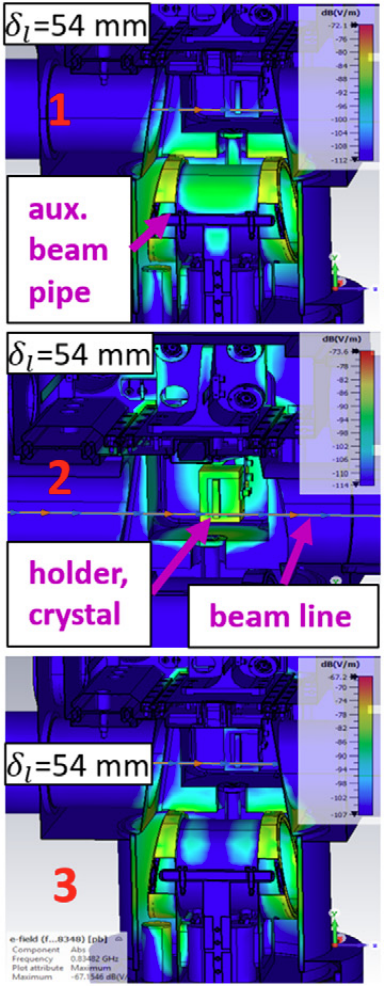 δₗ=54 mm
dB(V/m)
-72.1
-80
-84
-88
-92
-96
-100
-104
-108
-112
1
aux.
beam
pipe
δₗ=54 mm
dB(V/m)
-73.6
-82
-86
-90
-94
-98
-102
-106
-110
-114
2
holder,
crystal
beam line
δₗ=54 mm
dB(V/m)
-67.2
-70
-74
-78
-82
-86
-90
-94
-98
-102
-107
3
e-field (f...8348) [pb]
Component Abs
Frequency 0.83482 GHz
Plot attribute Maximum
Maximum -67.1546 dB(V/